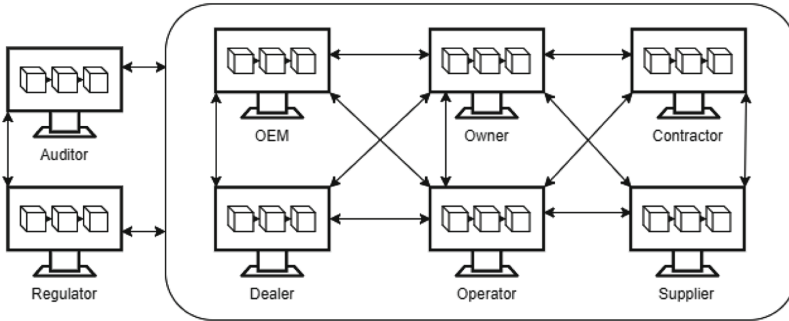 OEM
Owner
Contractor
Auditor
Regulator
Dealer
Operator
Supplier